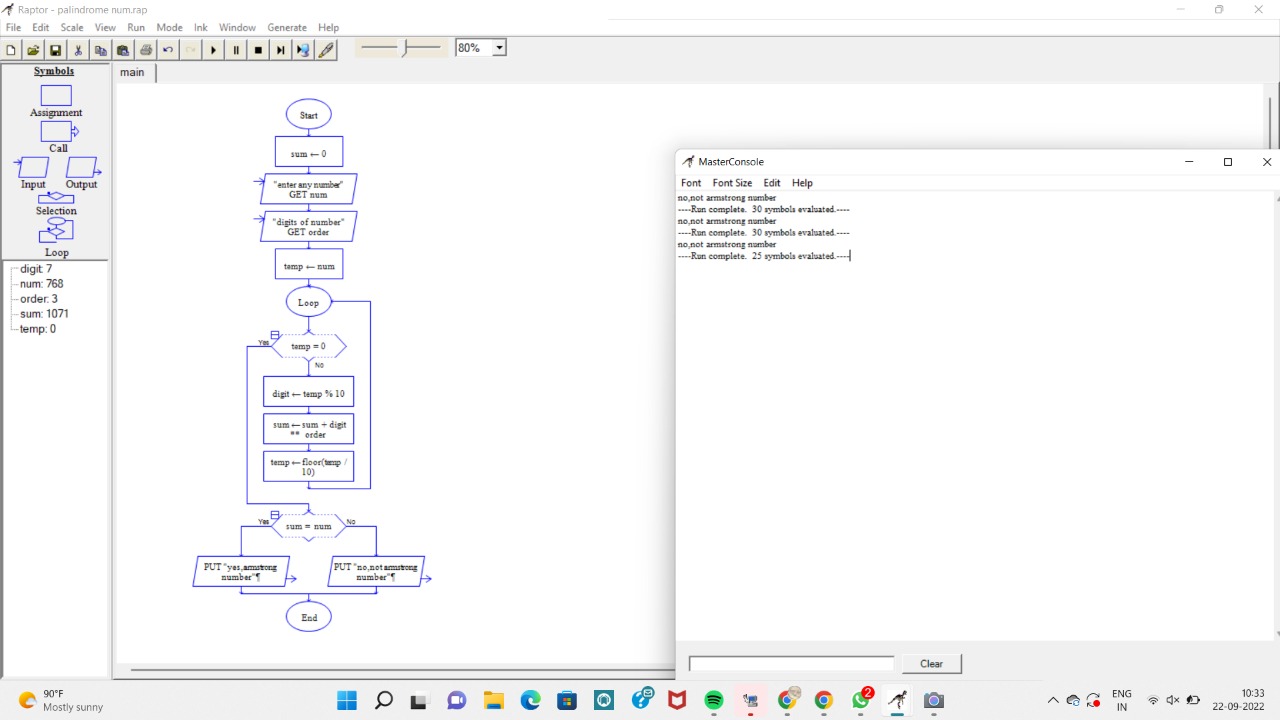 Raptor - palindrome num.rap
File Edit Scale View Run Mode Ink Window Generate Help
80%
Symbols
Assignment
Call
Input Output
Selection
Loop
digit: 7
num: 768
order: 3
sum: 1071
temp: 0
main
Start
sum ← 0
"enter any number"
GET num
"digits of number"
GET order
temp ← num
Loop
Yes
temp = 0
No
digit ← temp % 10
sum ← sum + digit
** order
temp ← floor(temp /
10)
Yes
sum = num
No
PUT "yes,armstrong
number"¶
PUT "no,not armstrong
number"¶
End
MasterConsole
Font Font Size Edit Help
no,not armstrong number
----Run complete. 30 symbols evaluated.----
no,not armstrong number
----Run complete. 30 symbols evaluated.----
no,not armstrong number
----Run complete. 25 symbols evaluated.----
Clear
90°F
Mostly sunny
2
ENG
IN
10:33
22-09-2022